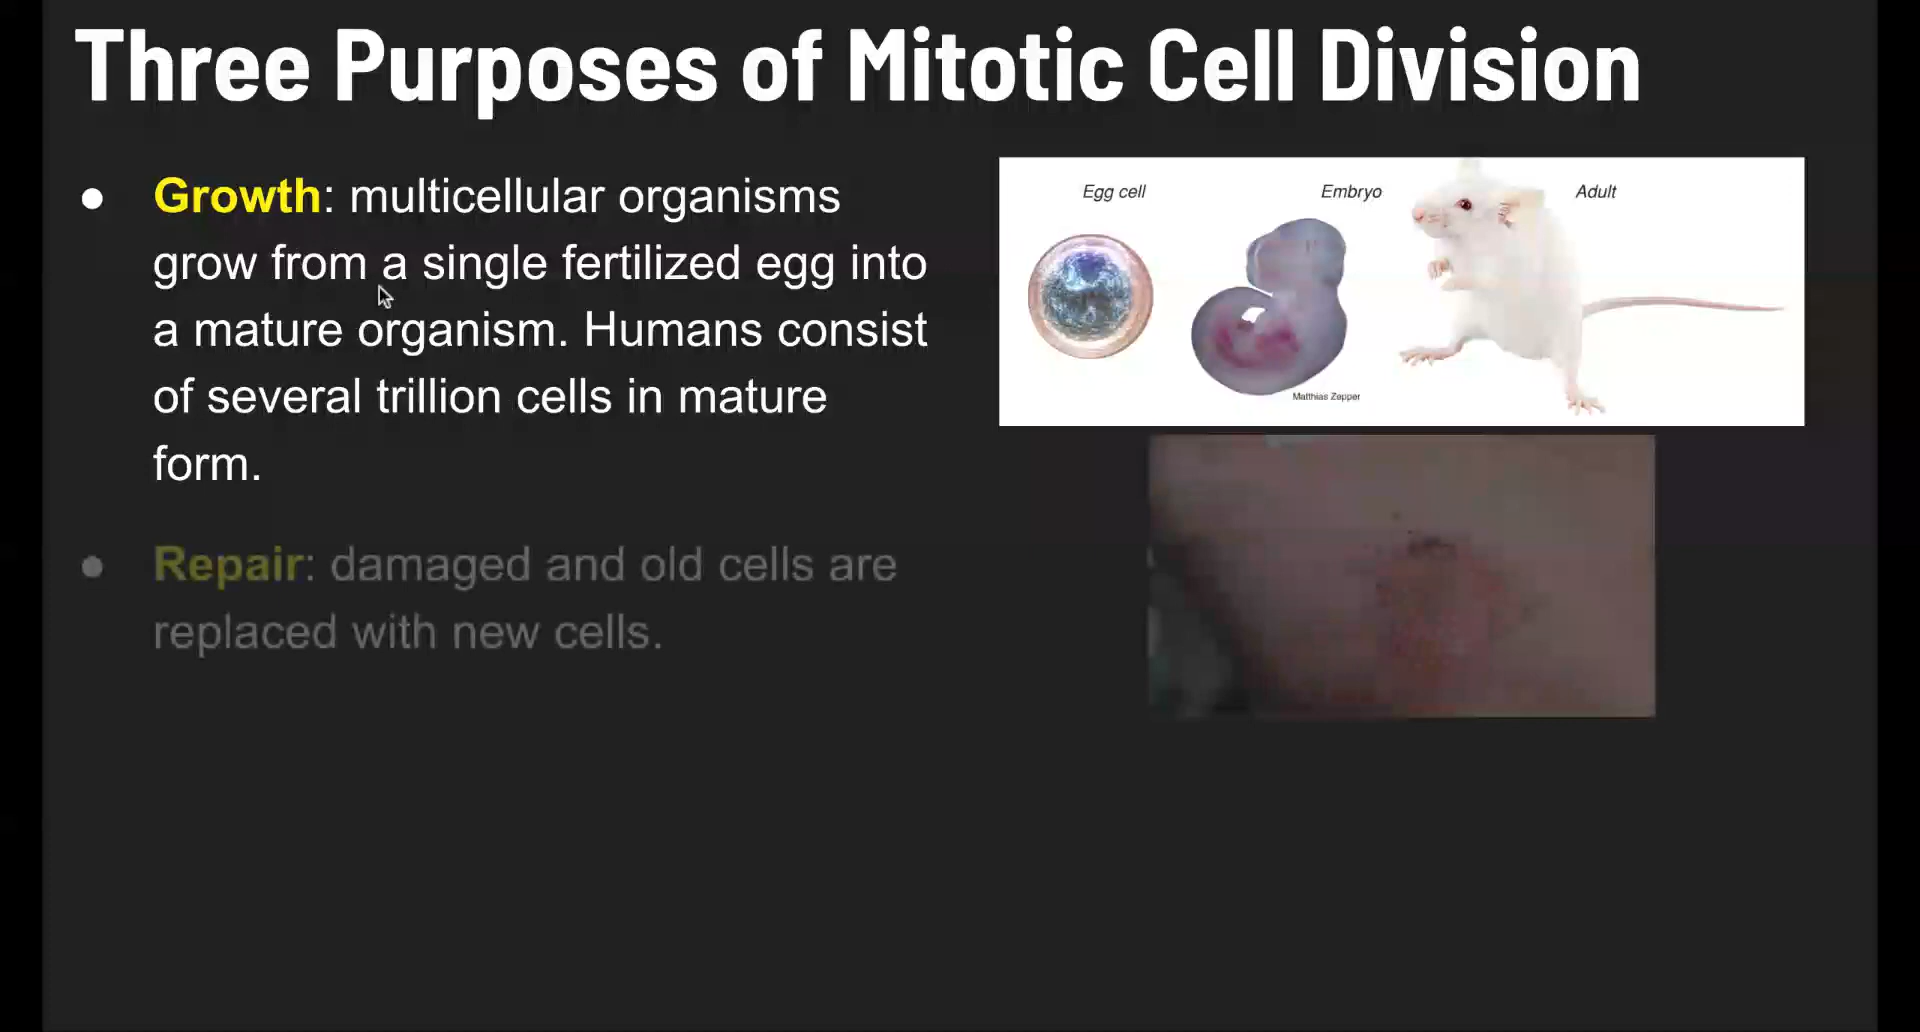 Three Purposes of Mitotic Cell Division
● Growth: multicellular organisms
grow from a single fertilized egg into
a mature organism. Humans consist
of several trillion cells in mature
form.
● Repair: damaged and old cells are
replaced with new cells.
Egg cell
Embryo
Adult
Matthias Zepper